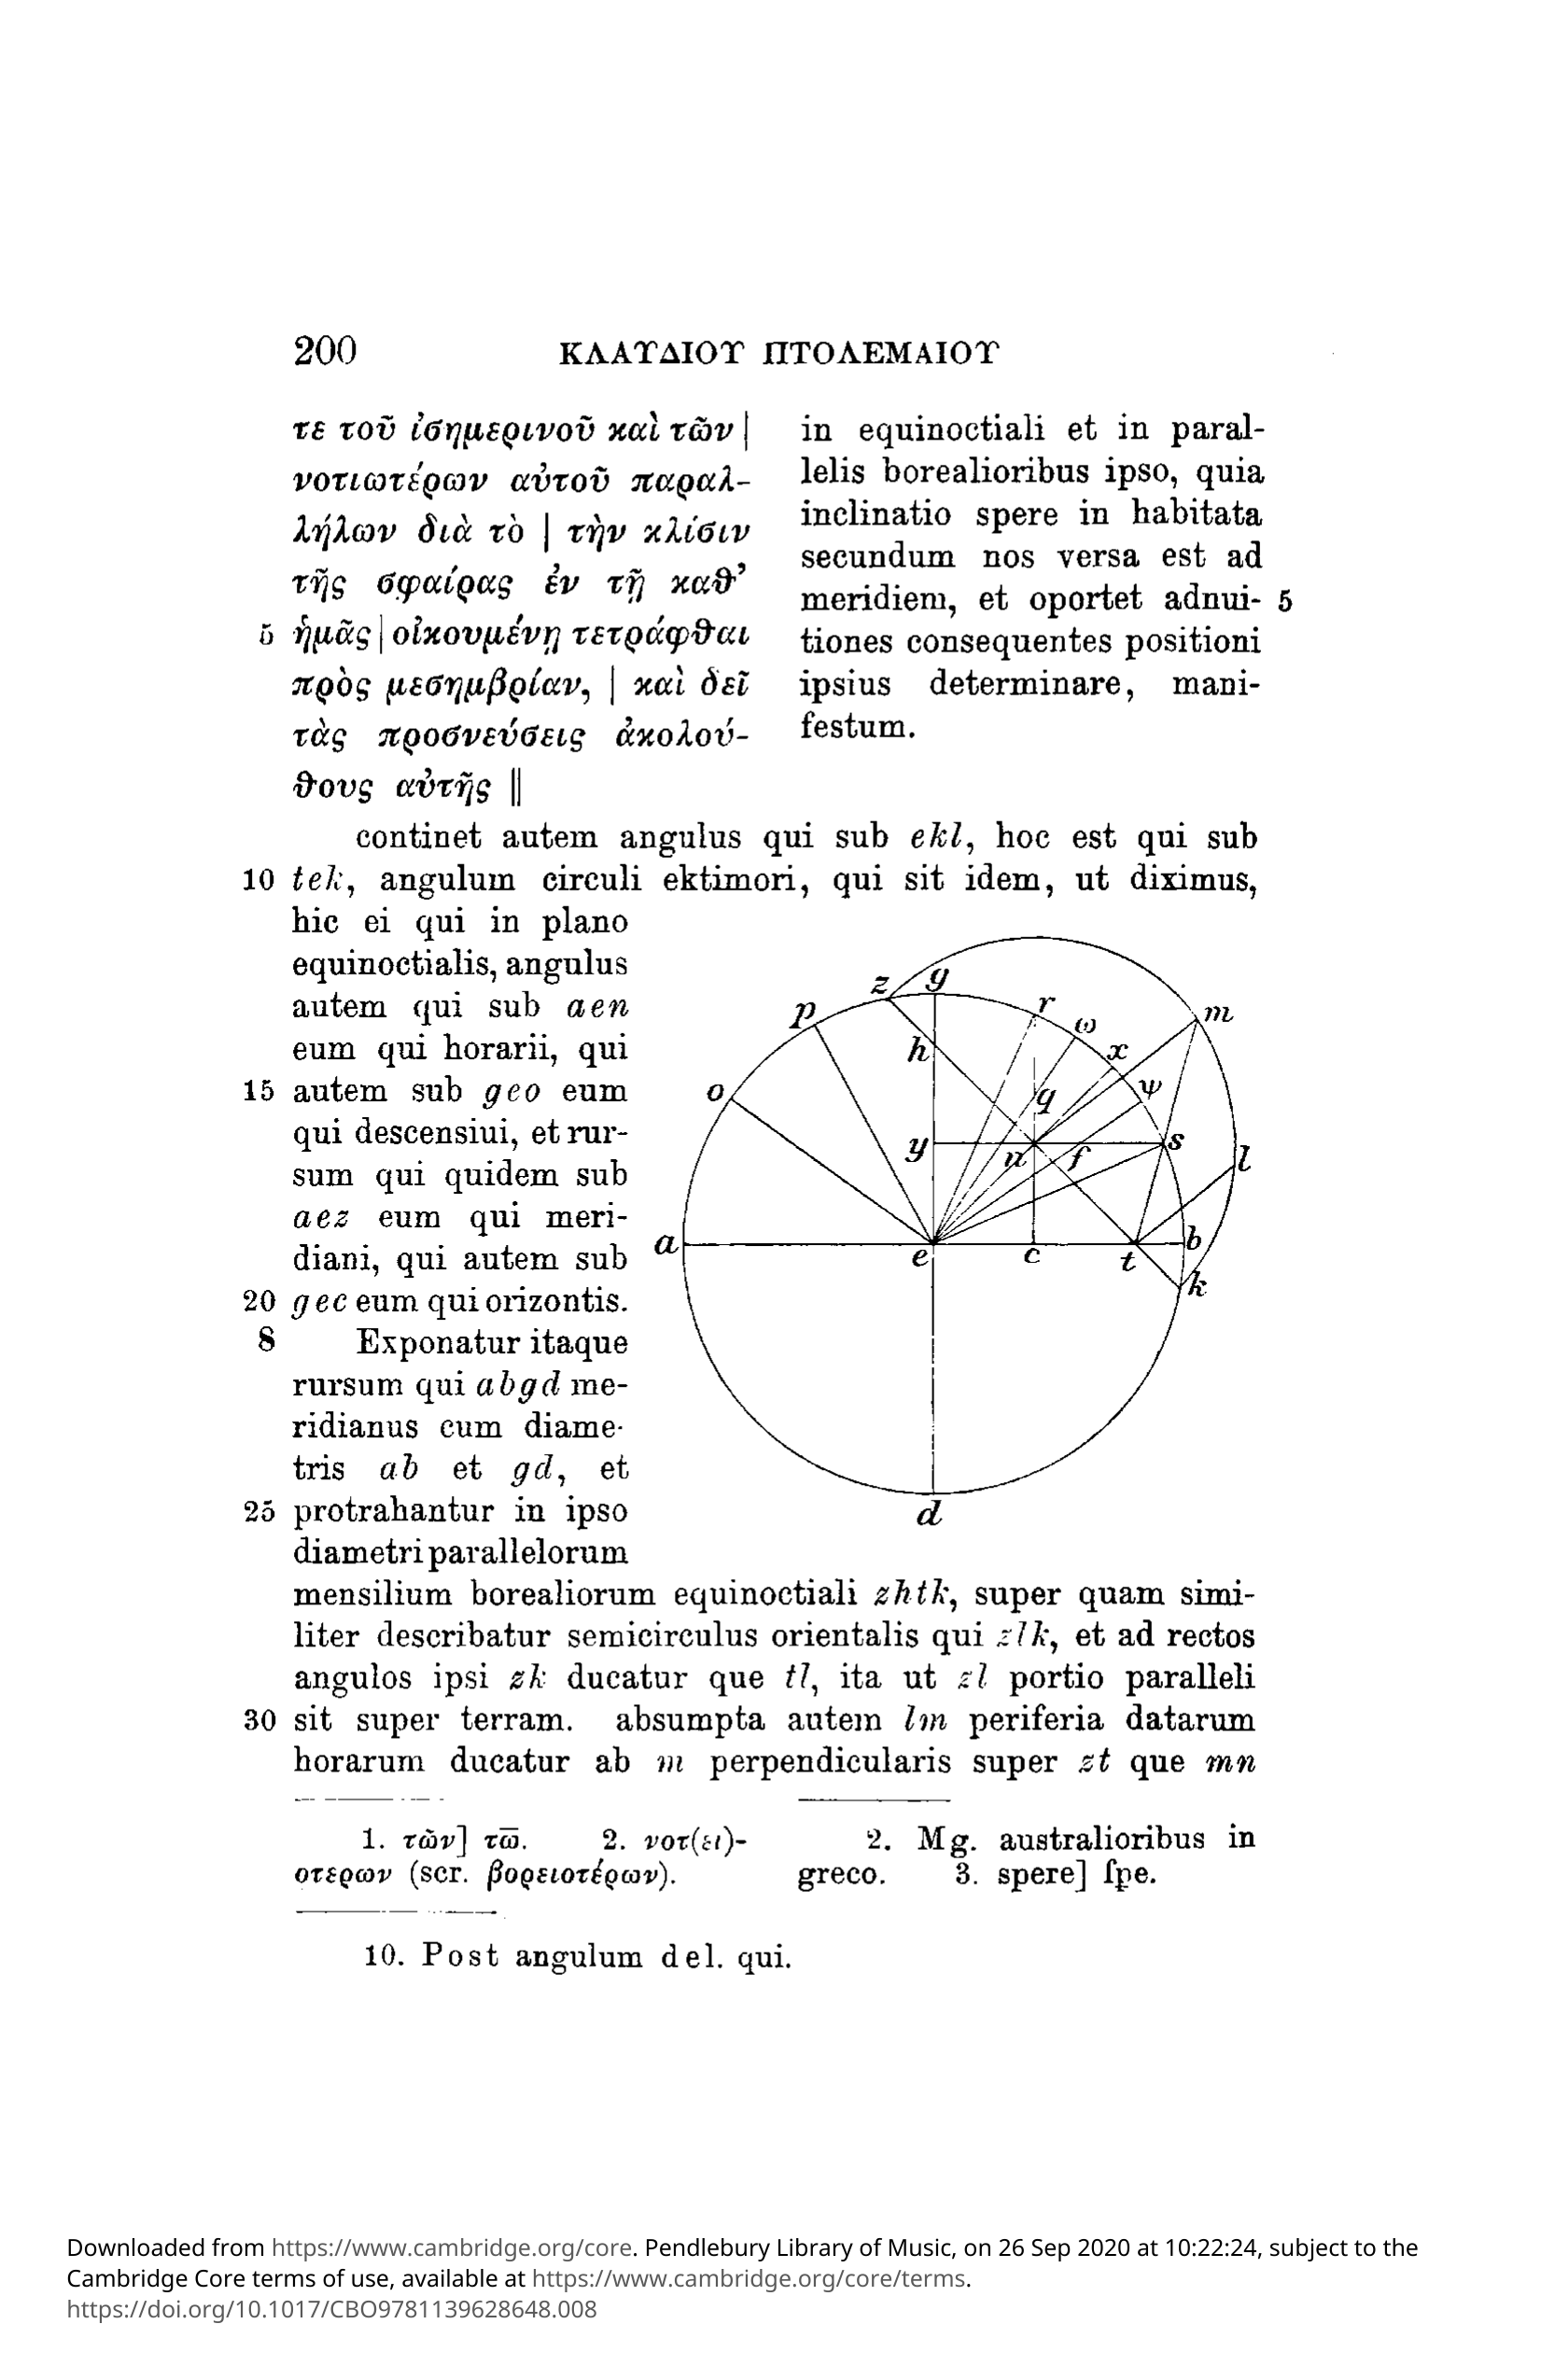 200 ΚΛΑΥΔΙΟΥ ΠΤΟΛΕΜΑΙΟΥ
τε τοῦ ἰσημερινοῦ καὶ τῶν |
νοτιωτέρων αὐτοῦ παραλ-
λήλων διὰ τὸ | τὴν κλίσιν
τῆς σφαίρας ἐν τῇ καθ’
5 ἡμᾶς | οἰκουμένῃ τετράφθαι
πρὸς μεσημβρίαν, | καὶ δεῖ
τὰς προσνεύσεις ἀκολού-
θους αὐτῆς ‖
in equinoctiali et in paral-
lelis borealioribus ipso, quia
inclinatio spere in habitata
secundum nos versa est ad
meridiem, et oportet adnui- 5
tiones consequentes positioni
ipsius determinare, mani-
festum.
continet autem angulus qui sub ekl, hoc est qui sub
10 tek, angulum circuli ektimori, qui sit idem, ut diximus,
hic ei qui in plano
equinoctialis, angulus
autem qui sub aen
eum qui horarii, qui
15 autem sub geo eum
qui descensiui, et rur-
sum qui quidem sub
aez eum qui meri-
diani, qui autem sub
20 gec eum qui orizontis.
8 Exponatur itaque
rursum qui abgd me-
ridianus cum diame-
tris ab et gd, et
25 protrahantur in ipso
diametri parallelorum
z g r ω m
p h x
o q ψ
y u f s l
a e c t b k
d
mensilium borealiorum equinoctiali zhtk, super quam simi-
liter describatur semicirculus orientalis qui zlk, et ad rectos
angulos ipsi zk ducatur que tl, ita ut zl portio paralleli
30 sit super terram. absumpta autem lm periferia datarum
horarum ducatur ab m perpendicularis super zt que mn
1. τῶν] τω̅. 2. νοτ(ει)-
οτερων (scr. βορειοτέρων).
2. Mg. australioribus in
greco. 3. spere] ſpe.
10. Post angulum del. qui.
Downloaded from https://www.cambridge.org/core. Pendlebury Library of Music, on 26 Sep 2020 at 10:22:24, subject to the
Cambridge Core terms of use, available at https://www.cambridge.org/core/terms.
https://doi.org/10.1017/CBO9781139628648.008